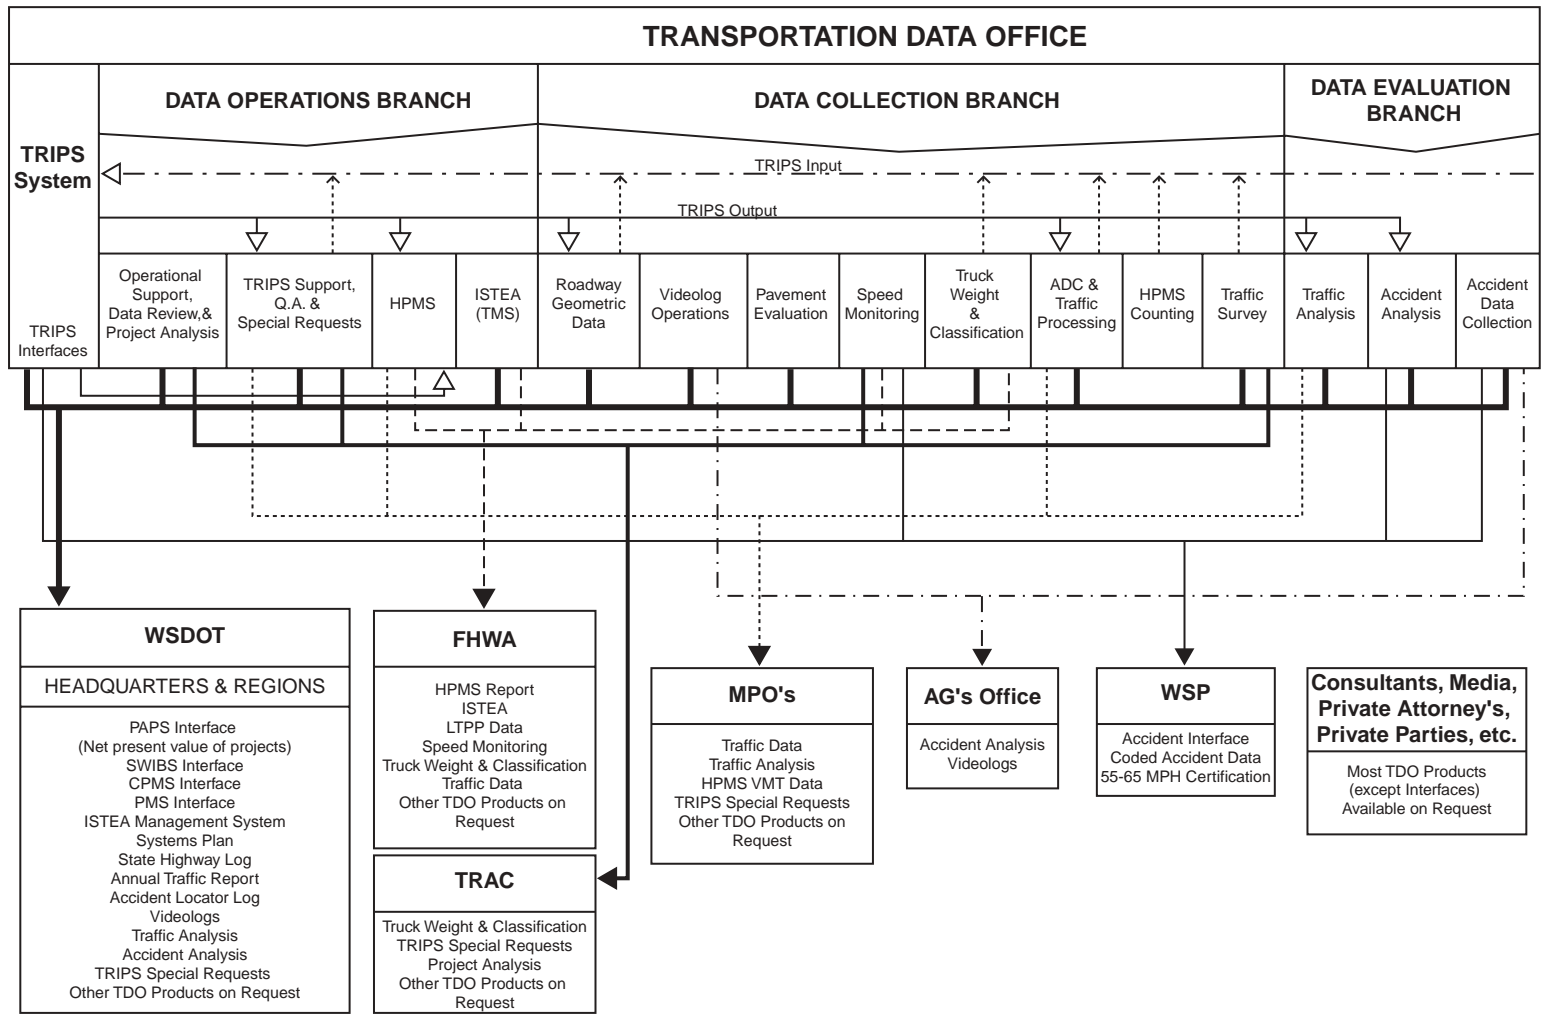 TRANSPORTATION DATA OFFICE
TRIPS
System
DATA OPERATIONS BRANCH
DATA COLLECTION BRANCH
DATA EVALUATION
BRANCH
TRIPS Input
TRIPS Output
TRIPS
Interfaces
Operational
Support,
Data Review,&
Project Analysis
TRIPS Support,
Q.A. &
Special Requests
HPMS
ISTEA
(TMS)
Roadway
Geometric
Data
Videolog
Operations
Pavement
Evaluation
Speed
Monitoring
Truck
Weight
&
Classification
ADC &
Traffic
Processing
HPMS
Counting
Traffic
Survey
Traffic
Analysis
Accident
Analysis
Accident
Data
Collection
WSDOT
HEADQUARTERS & REGIONS
PAPS Interface
(Net present value of projects)
SWIBS Interface
CPMS Interface
PMS Interface
ISTEA Management System
Systems Plan
State Highway Log
Annual Traffic Report
Accident Locator Log
Videologs
Traffic Analysis
Accident Analysis
TRIPS Special Requests
Other TDO Products on Request
FHWA
HPMS Report
ISTEA
LTPP Data
Speed Monitoring
Truck Weight & Classification
Traffic Data
Other TDO Products on
Request
TRAC
Truck Weight & Classification
TRIPS Special Requests
Project Analysis
Other TDO Products on
Request
MPO's
Traffic Data
Traffic Analysis
HPMS VMT Data
TRIPS Special Requests
Other TDO Products on
Request
AG's Office
Accident Analysis
Videologs
WSP
Accident Interface
Coded Accident Data
55-65 MPH Certification
Consultants, Media,
Private Attorney's,
Private Parties, etc.
Most TDO Products
(except Interfaces)
Available on Request